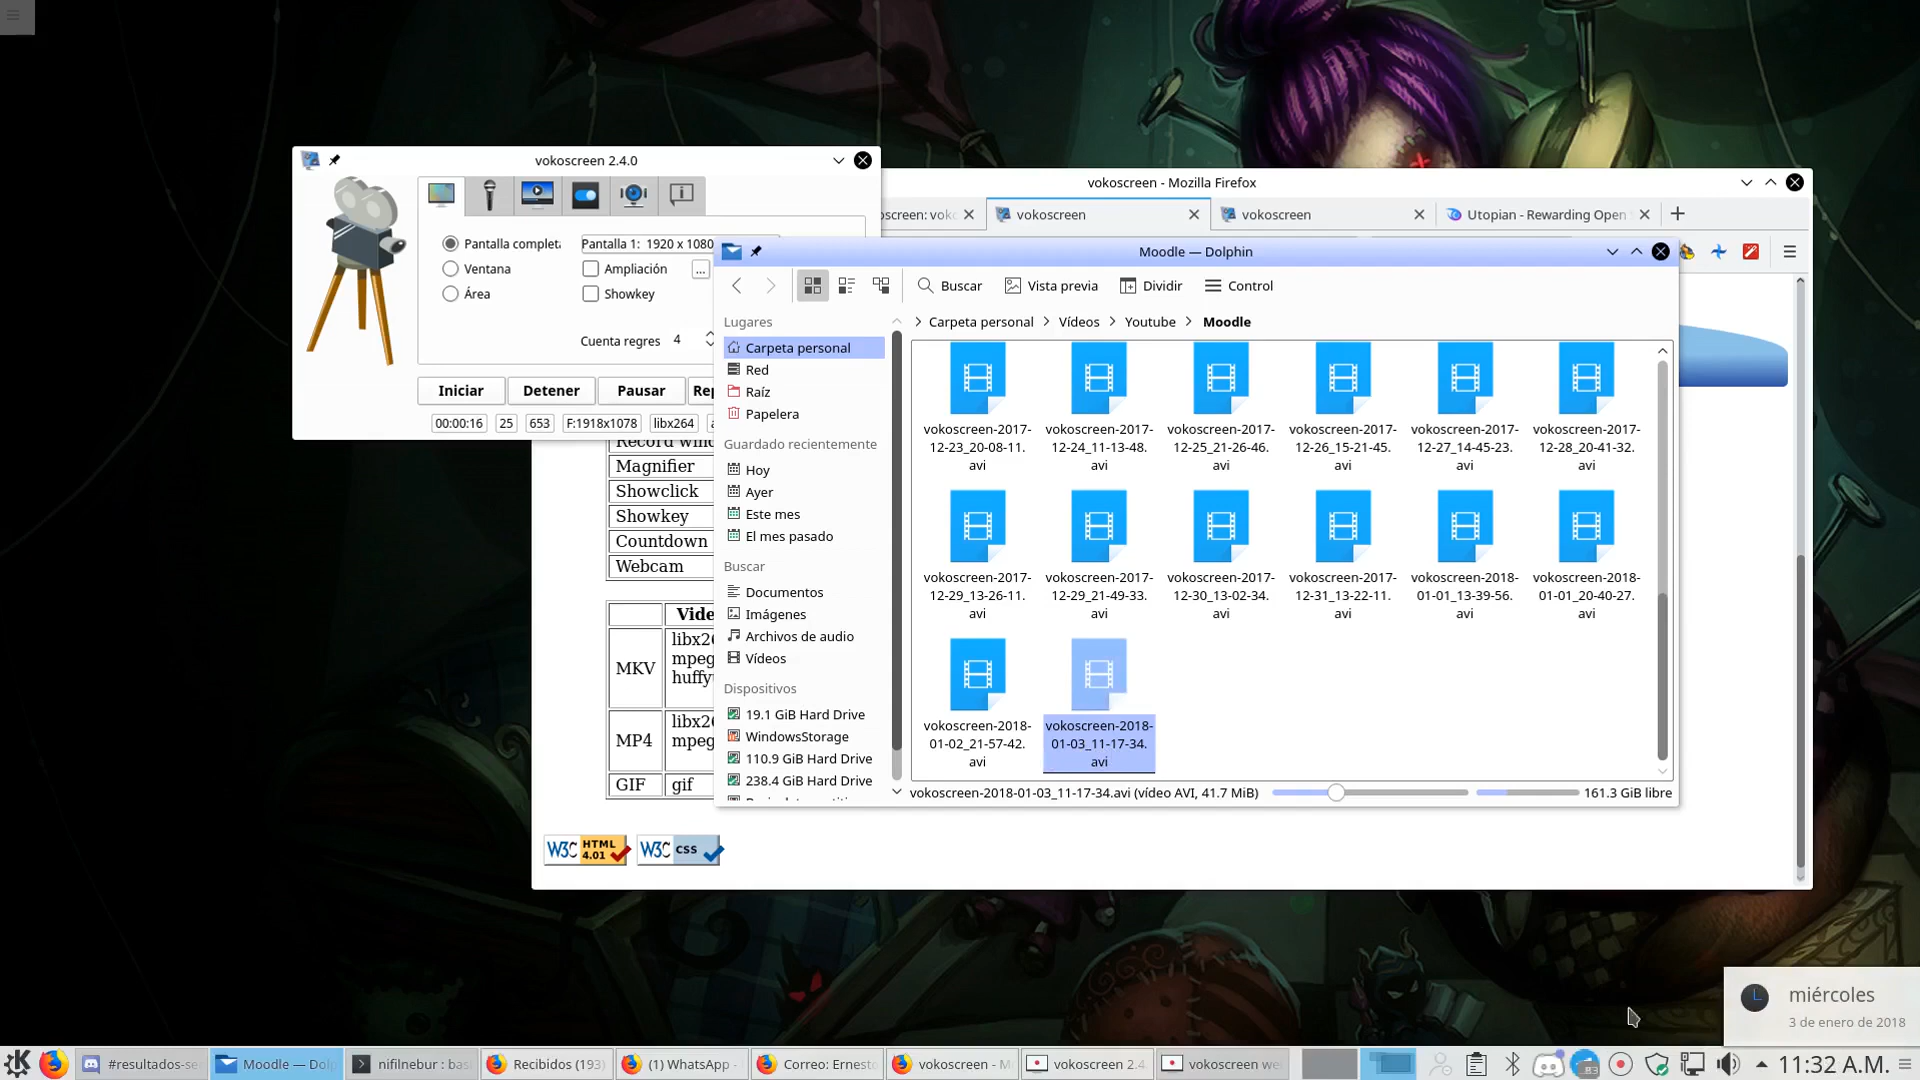 vokoscreen 2.4.0
Pantalla complet
Pantalla 1: 1920 x 1080
Ventana
Ampliación
...
Área
Showkey
Cuenta regres 4
Iniciar
Detener
Pausar
00:00:16
25
653
F:1918x1078
libx264
vokoscreen - Mozilla Firefox
vokoscreen
vokoscreen
Utopian - Rewarding Open S
Moodle — Dolphin
Buscar
Vista previa
Dividir
Control
Carpeta personal
Vídeos
Youtube
Moodle
Lugares
Carpeta personal
Red
Raíz
Papelera
Guardado recientemente
Hoy
Ayer
Este mes
El mes pasado
Buscar
Documentos
Imágenes
Archivos de audio
Vídeos
Dispositivos
19.1 GiB Hard Drive
WindowsStorage
110.9 GiB Hard Drive
238.4 GiB Hard Drive
vokoscreen-2017-12-23_20-08-11.avi
vokoscreen-2017-12-24_11-13-48.avi
vokoscreen-2017-12-25_21-26-46.avi
vokoscreen-2017-12-26_15-21-45.avi
vokoscreen-2017-12-27_14-45-23.avi
vokoscreen-2017-12-28_20-41-32.avi
vokoscreen-2017-12-29_13-26-11.avi
vokoscreen-2017-12-29_21-49-33.avi
vokoscreen-2017-12-30_13-02-34.avi
vokoscreen-2017-12-31_13-22-11.avi
vokoscreen-2018-01-01_13-39-56.avi
vokoscreen-2018-01-01_20-40-27.avi
vokoscreen-2018-01-02_21-57-42.avi
vokoscreen-2018-01-03_11-17-34.avi
vokoscreen-2018-01-03_11-17-34.avi (vídeo AVI, 41.7 MiB)
161.3 GiB libre
Magnifier
Showclick
Showkey
Countdown
Webcam
MKV
MP4
GIF
gif
W3C HTML 4.01
W3C css
miércoles
3 de enero de 2018
#resultados-se
Moodle — Dolp
nifilnebur : bas
Recibidos (193)
(1) WhatsApp -
Correo: Ernesto
vokoscreen - M
vokoscreen 2.4
vokoscreen we
11:32 A.M.